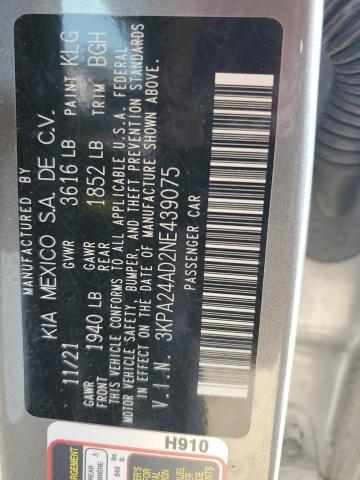 MANUFACTURED BY
KIA MEXICO S.A. DE C.V.
11/21 GVWR 3616 LB PAINT KLG
GAWR FRONT 1940 LB GAWR REAR 1852 LB TRIM BGH
THIS VEHICLE CONFORMS TO ALL APPLICABLE U.S.A. FEDERAL
MOTOR VEHICLE SAFETY, BUMPER, AND THEFT PREVENTION STANDARDS
IN EFFECT ON THE DATE OF MANUFACTURE SHOWN ABOVE.
V.I.N. 3KPA24AD2NE439075
PASSENGER CAR
H910
REAR 3